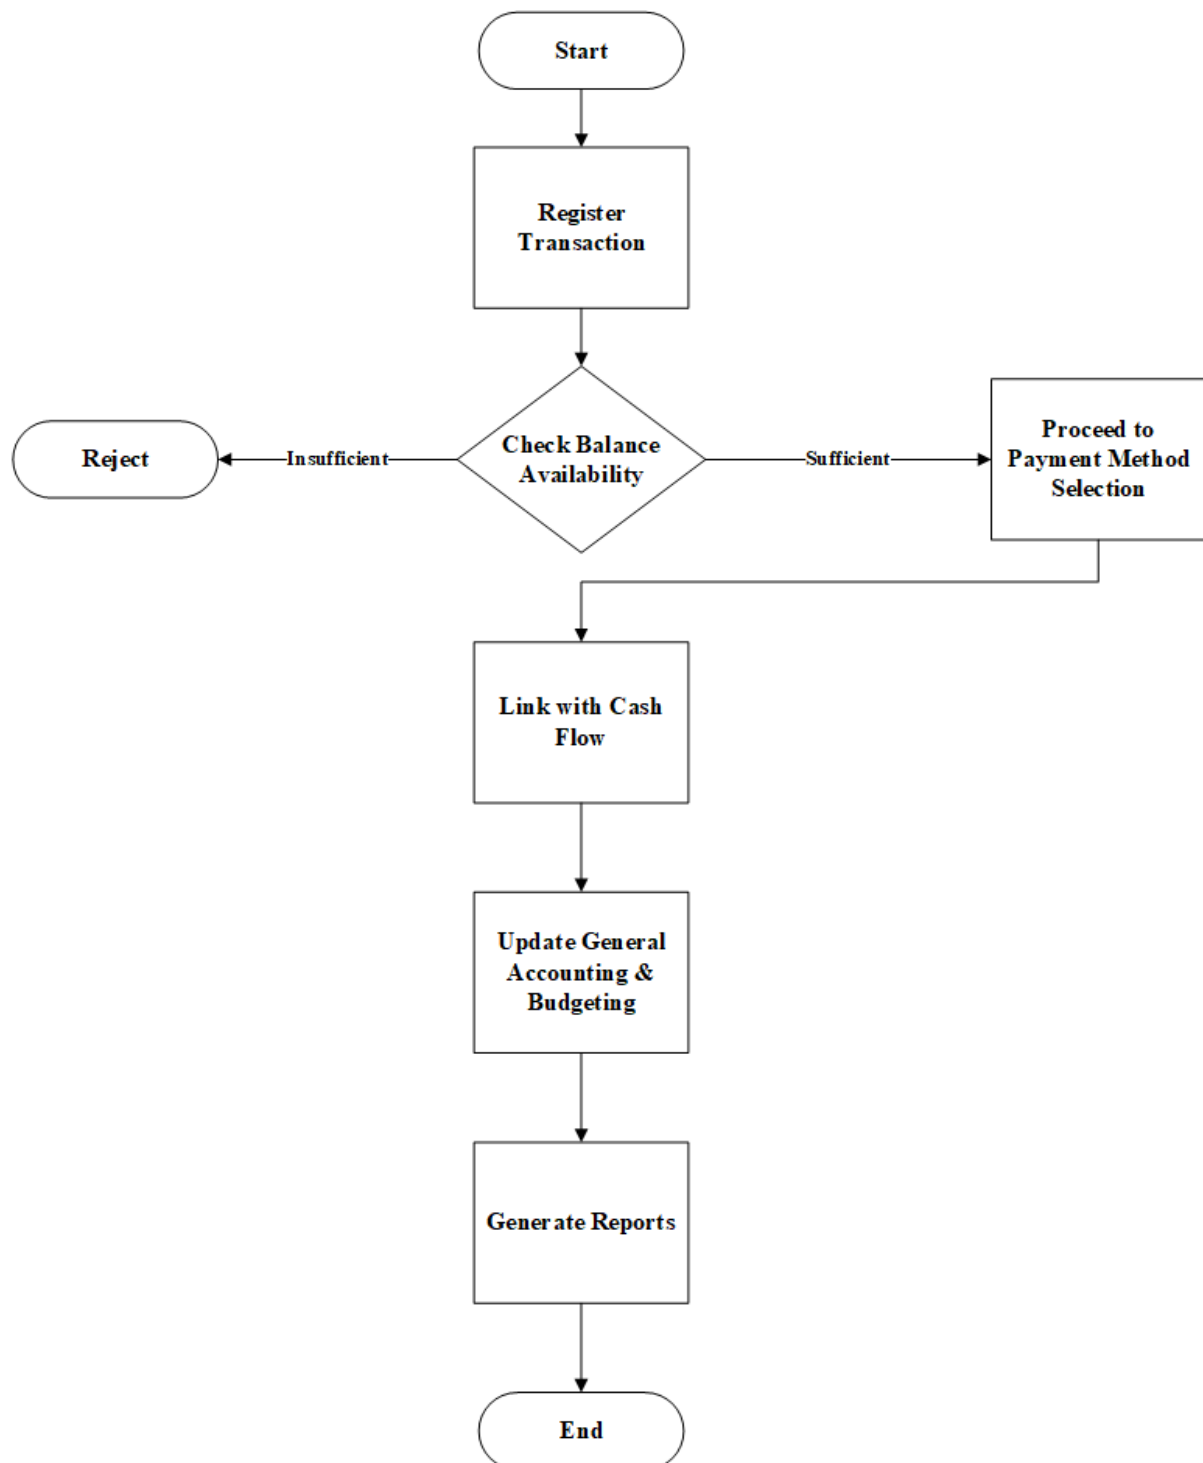 Start
Register
Transaction
Check Balance
Availability
Insufficient
Reject
Sufficient
Proceed to
Payment Method
Selection
Link with Cash
Flow
Update General
Accounting &
Budgeting
Generate Reports
End